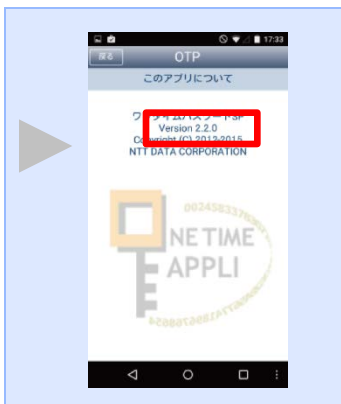 17:33
戻る
OTP
このアプリについて
Version 2.2.0
Copyright (C) 2012-2015
NTT DATA CORPORATION
NE TIME
APPLI